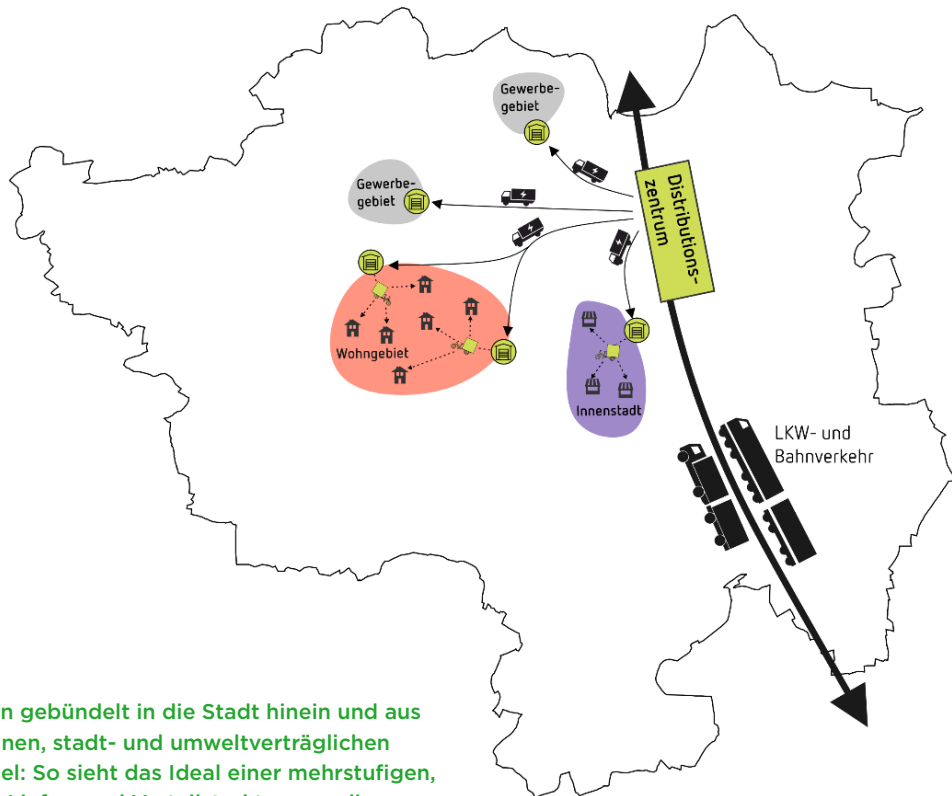 Gewerbe-
gebiet
Gewerbe-
gebiet
Distributions-
zentrum
Wohngebiet
Innenstadt
LKW- und
Bahnverkehr
n gebündelt in die Stadt hinein und aus
nen, stadt- und umweltverträglichen
el: So sieht das Ideal einer mehrstufigen,